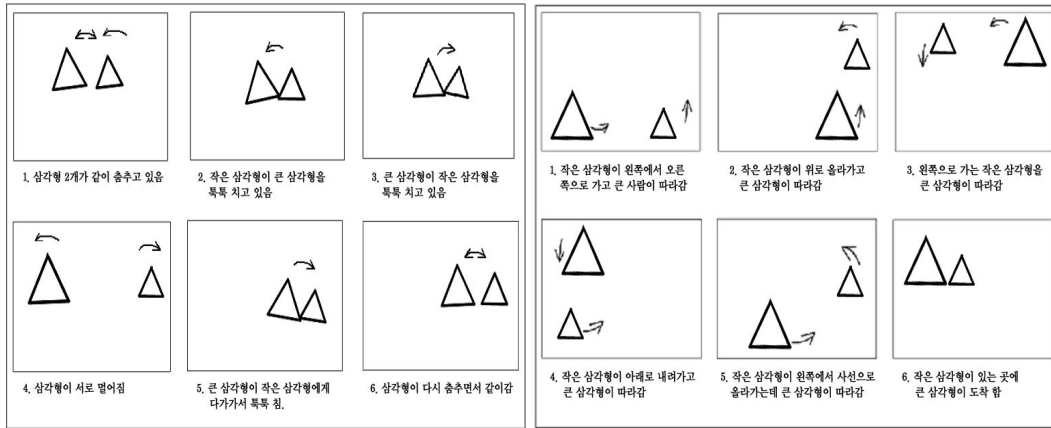 1. 삼각형 2개가 같이 춤추고 있음
2. 작은 삼각형이 큰 삼각형을
툭툭 치고 있음
3. 큰 삼각형이 작은 삼각형을
툭툭 치고 있음
4. 삼각형이 서로 멀어짐
5. 큰 삼각형이 작은 삼각형에게
다가가서 툭툭 침.
6. 삼각형이 다시 춤추면서 같이감
1. 작은 삼각형이 왼쪽에서 오른
쪽으로 가고 큰 사람이 따라감
2. 작은 삼각형이 위로 올라가고
큰 삼각형이 따라감
3. 왼쪽으로 가는 작은 삼각형을
큰 삼각형이 따라감
4. 작은 삼각형이 아래로 내려가고
큰 삼각형이 따라감
5. 작은 삼각형이 왼쪽에서 사선으로
올라가는데 큰 삼각형이 따라감
6. 작은 삼각형이 있는 곳에
큰 삼각형이 도착 함